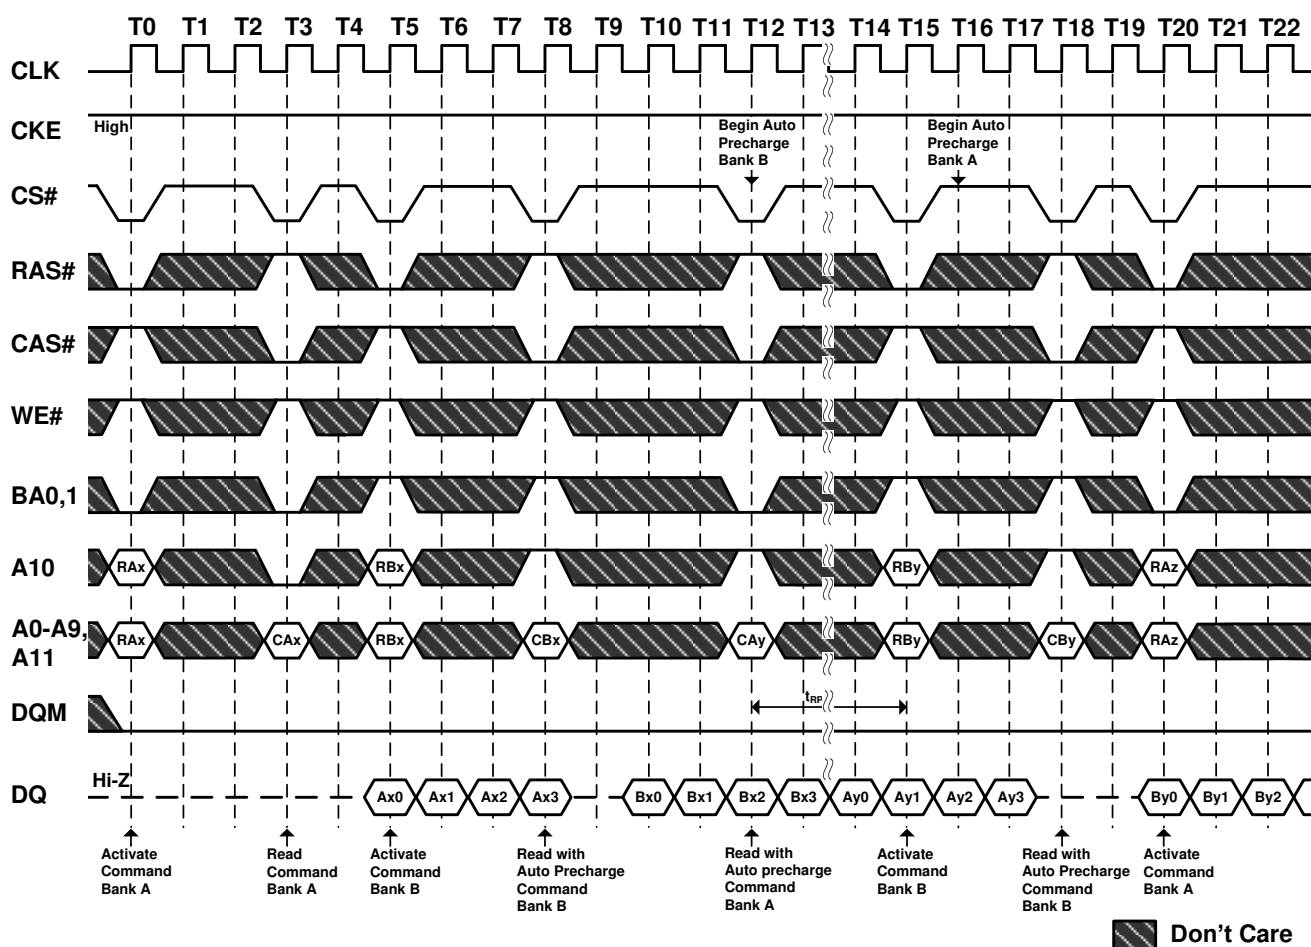 T0 T1 T2 T3 T4 T5 T6 T7 T8 T9 T10 T11 T12 T13 T14 T15 T16 T17 T18 T19 T20 T21 T22
CLK
CKE
High
Begin Auto
Precharge
Bank B
Begin Auto
Precharge
Bank A
CS#
RAS#
CAS#
WE#
BA0,1
A10
RAx RBx RBy RAz
A0-A9,
A11
RAx CAx RBx CBx CAy RBy CBy RAz
DQM
tRP
DQ
Hi-Z
Ax0 Ax1 Ax2 Ax3 Bx0 Bx1 Bx2 Bx3 Ay0 Ay1 Ay2 Ay3 By0 By1 By2
Activate
Command
Bank A
Read
Command
Bank A
Activate
Command
Bank B
Read with
Auto Precharge
Command
Bank B
Read with
Auto precharge
Command
Bank A
Activate
Command
Bank B
Read with
Auto Precharge
Command
Bank B
Activate
Command
Bank A
Don't Care